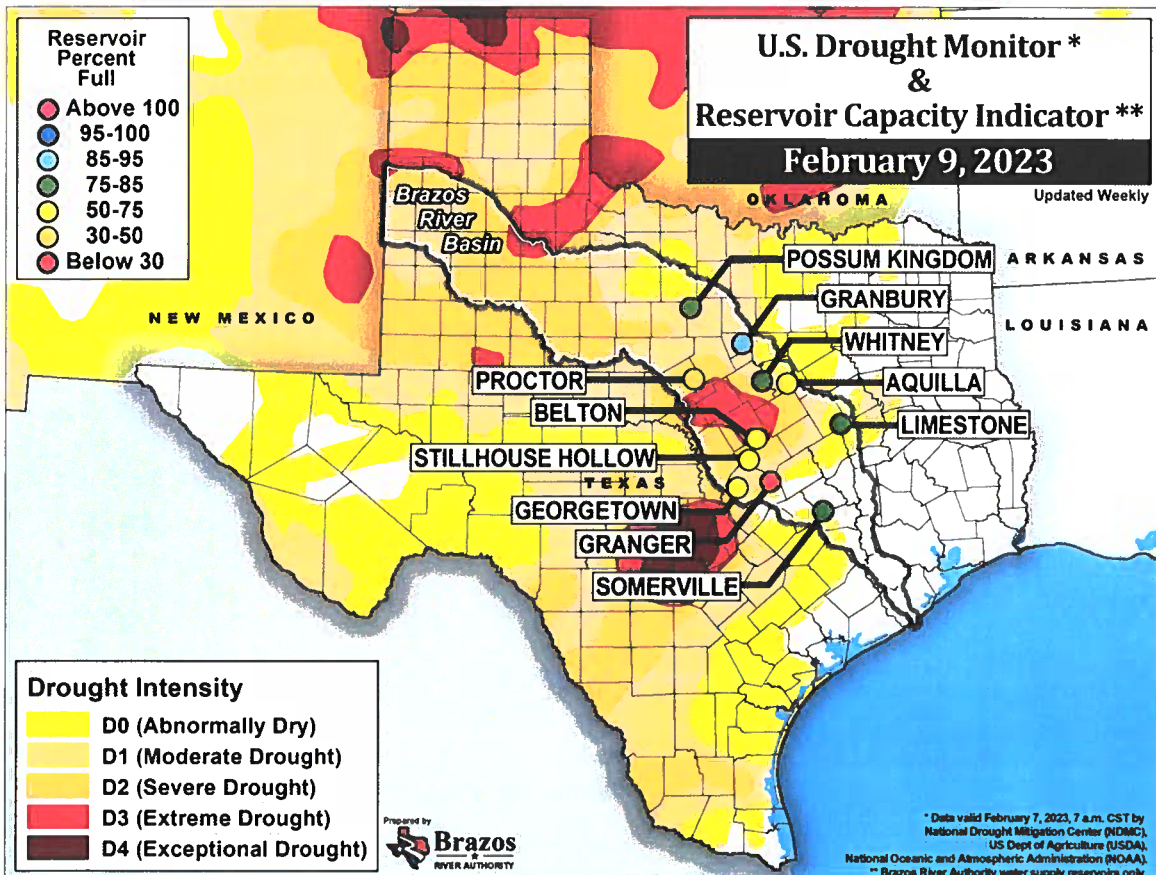 U.S. Drought Monitor *
&
Reservoir Capacity Indicator **
February 9, 2023
Updated Weekly
Reservoir
Percent
Full
Above 100
95-100
85-95
75-85
50-75
30-50
Below 30
Brazos
River
Basin
OKLAHOMA
ARKANSAS
LOUISIANA
NEW MEXICO
TEXAS
POSSUM KINGDOM
GRANBURY
WHITNEY
PROCTOR
AQUILLA
BELTON
LIMESTONE
STILLHOUSE HOLLOW
GEORGETOWN
GRANGER
SOMERVILLE
Drought Intensity
D0 (Abnormally Dry)
D1 (Moderate Drought)
D2 (Severe Drought)
D3 (Extreme Drought)
D4 (Exceptional Drought)
Prepared by
Brazos
RIVER AUTHORITY
* Data valid February 7, 2023, 7 a.m. CST by
National Drought Mitigation Center (NDMC),
US Dept of Agriculture (USDA),
National Oceanic and Atmospheric Administration (NOAA).
** Brazos River Authority water supply reservoirs only.